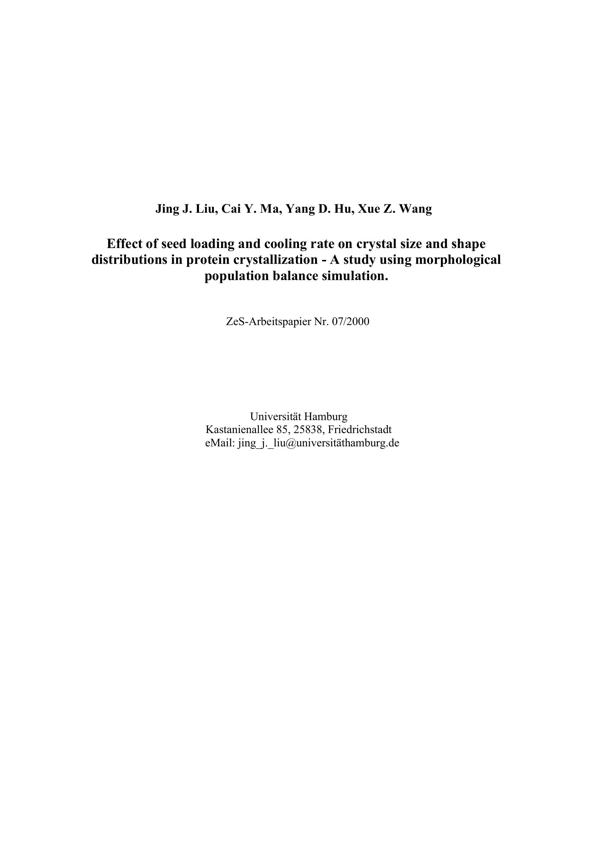 Jing J. Liu, Cai Y. Ma, Yang D. Hu, Xue Z. Wang
Effect of seed loading and cooling rate on crystal size and shape
distributions in protein crystallization - A study using morphological
population balance simulation.
ZeS-Arbeitspapier Nr. 07/2000
Universität Hamburg
Kastanienallee 85, 25838, Friedrichstadt
eMail: jing_j._liu@universitäthamburg.de